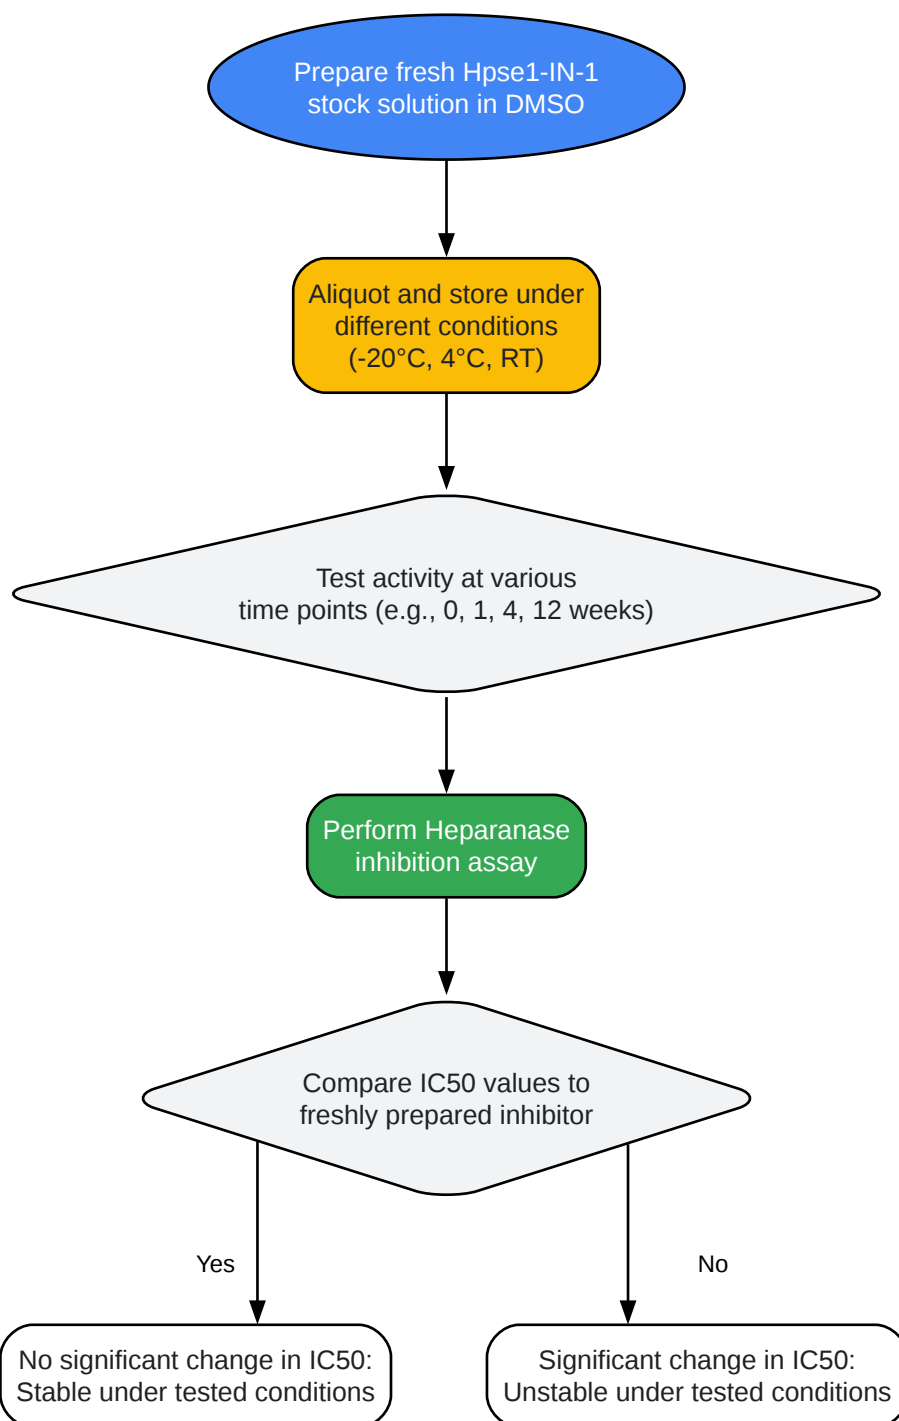 Prepare fresh Hpse1-IN-1
stock solution in DMSO
Aliquot and store under
different conditions
(-20°C, 4°C, RT)
Test activity at various
time points (e.g., 0, 1, 4, 12 weeks)
Perform Heparanase
inhibition assay
Compare IC50 values to
freshly prepared inhibitor
Yes
No
No significant change in IC50:
Stable under tested conditions
Significant change in IC50:
Unstable under tested conditions